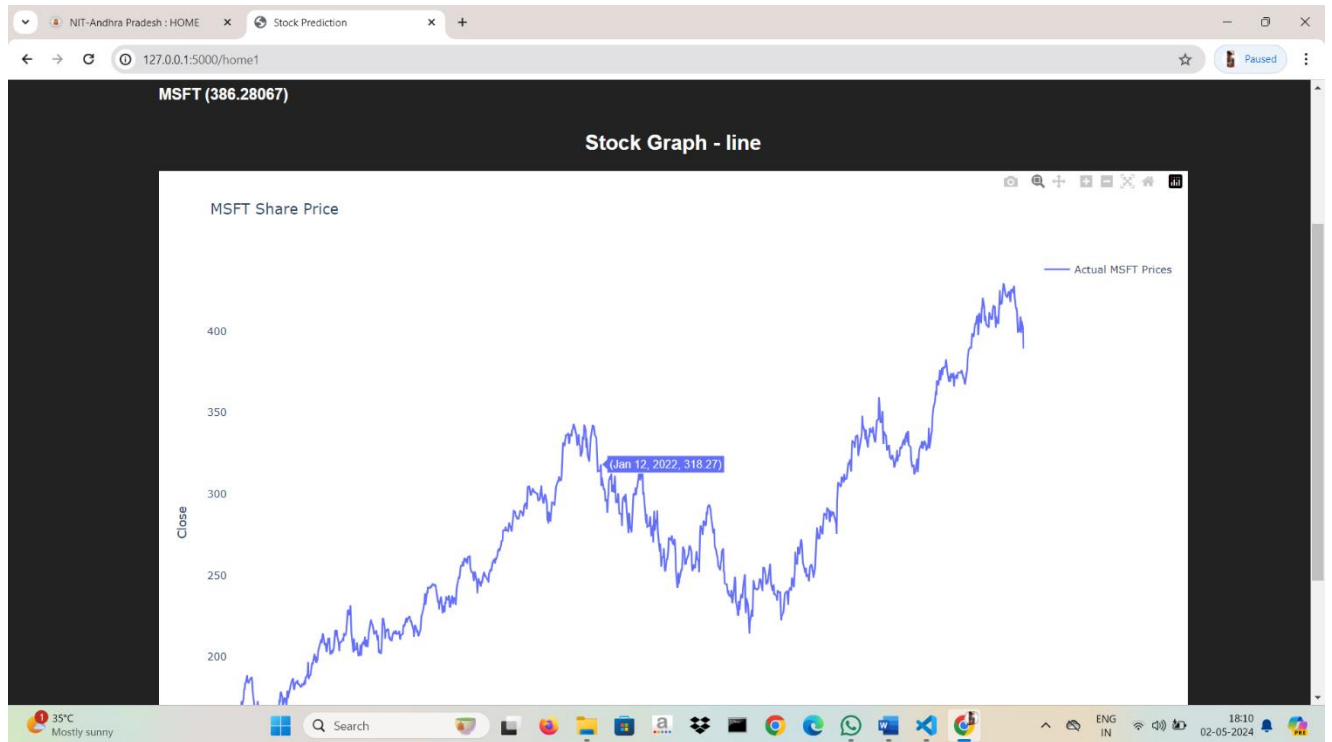 NIT-Andhra Pradesh : HOME
Stock Prediction
127.0.0.1:5000/home1
Paused
MSFT (386.28067)
Stock Graph - line
MSFT Share Price
Actual MSFT Prices
400
350
(Jan 12, 2022, 318.27)
300
Close
250
200
1
35°C
Mostly sunny
Search
a
ENG
IN
18:10
02-05-2024
PRE